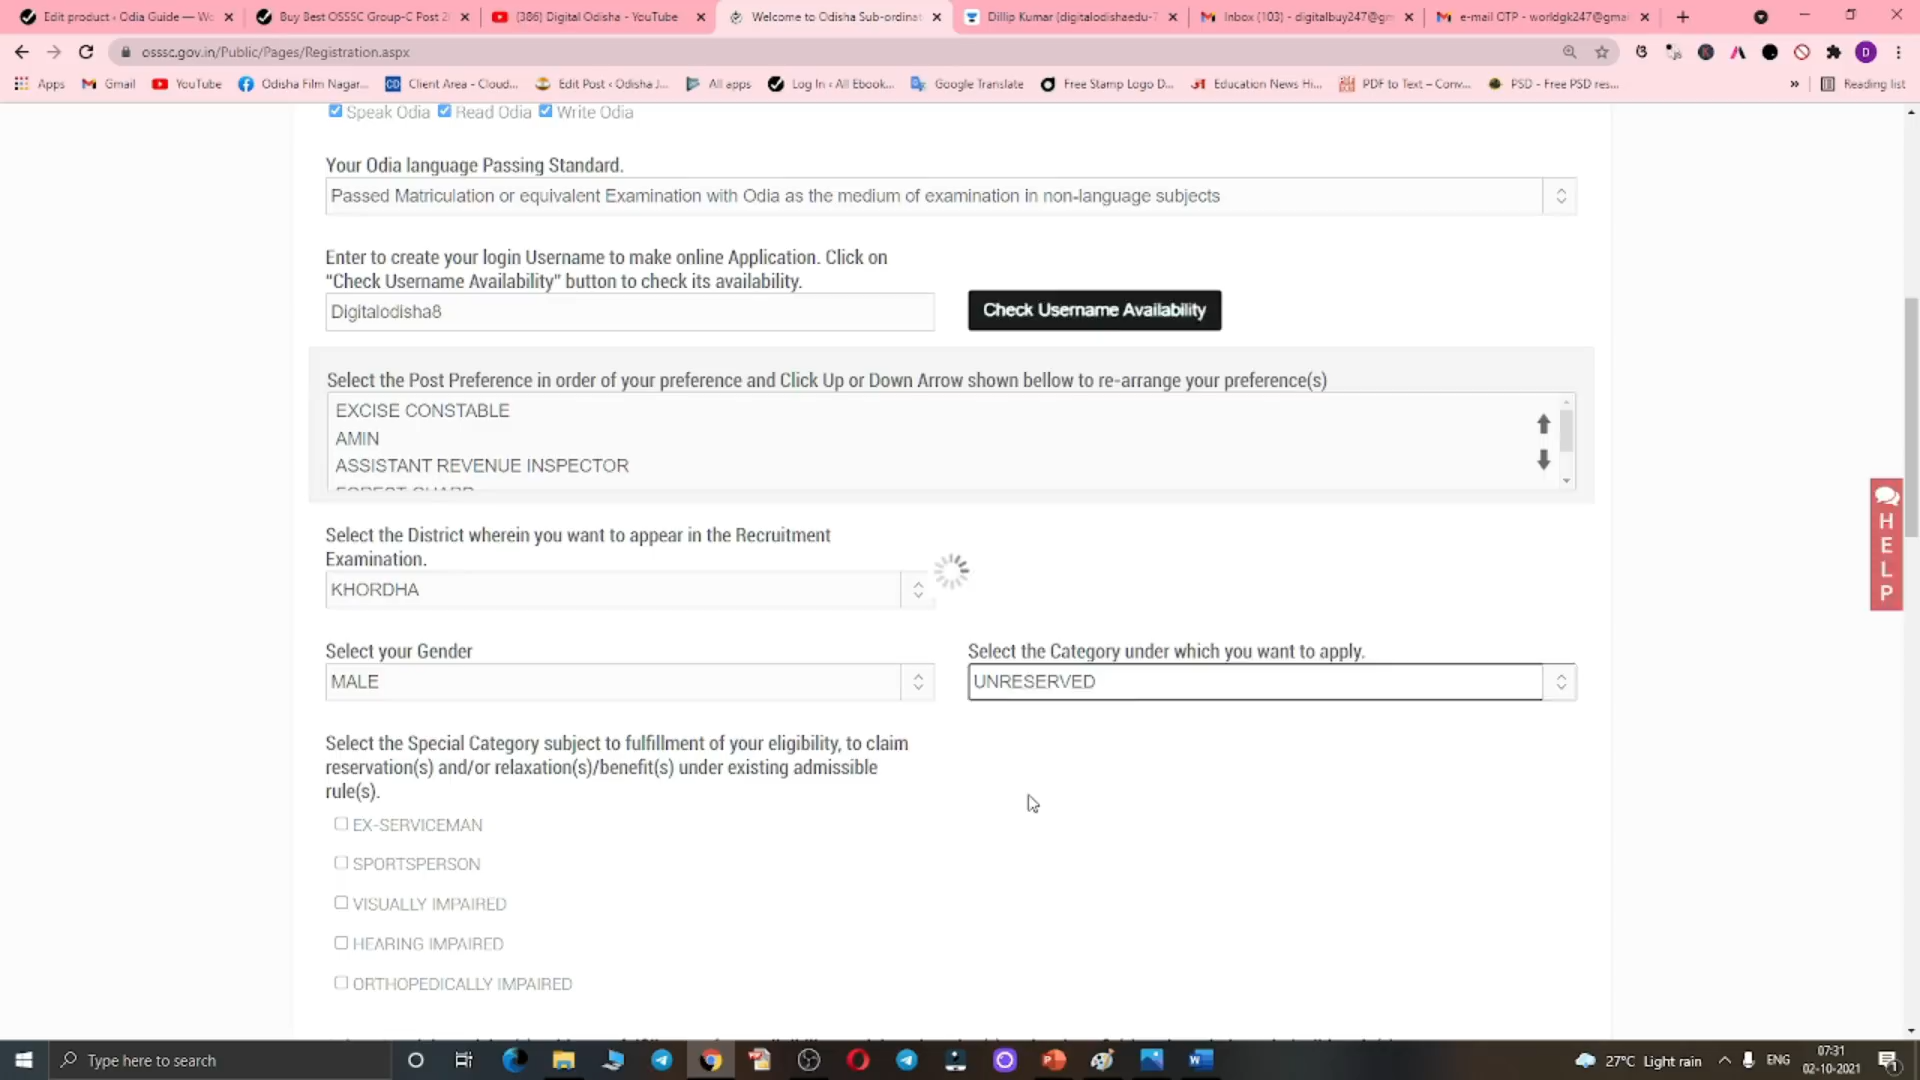 Edit product ‹ Odia Guide — Wo
Buy Best OSSSC Group-C Post 2
(386) Digital Odisha - YouTube
Welcome to Odisha Sub-ordinat
Dillip Kumar (digitalodishaedu-7
Inbox (103) - digitalbuy247@gm
e-mail OTP - worldgk247@gmai
osssc.gov.in/Public/Pages/Registration.aspx
D
Apps
Gmail
YouTube
Odisha Film Nagar...
Client Area - Cloud...
Edit Post ‹ Odisha J...
All apps
Log In ‹ All Ebook...
Google Translate
Free Stamp Logo D...
Education News Hi...
PDF to Text – Conv...
PSD - Free PSD res...
»
Reading list
Speak Odia Read Odia Write Odia
Your Odia language Passing Standard.
Passed Matriculation or equivalent Examination with Odia as the medium of examination in non-language subjects
Enter to create your login Username to make online Application. Click on
“Check Username Availability” button to check its availability.
Digitalodisha8
Check Username Availability
Select the Post Preference in order of your preference and Click Up or Down Arrow shown bellow to re-arrange your preference(s)
EXCISE CONSTABLE
AMIN
ASSISTANT REVENUE INSPECTOR
Select the District wherein you want to appear in the Recruitment
Examination.
KHORDHA
Select your Gender
MALE
Select the Category under which you want to apply.
UNRESERVED
Select the Special Category subject to fulfillment of your eligibility, to claim
reservation(s) and/or relaxation(s)/benefit(s) under existing admissible
rule(s).
EX-SERVICEMAN
SPORTSPERSON
VISUALLY IMPAIRED
HEARING IMPAIRED
ORTHOPEDICALLY IMPAIRED
HELP
Type here to search
27°C Light rain
ENG
07:31
02-10-2021